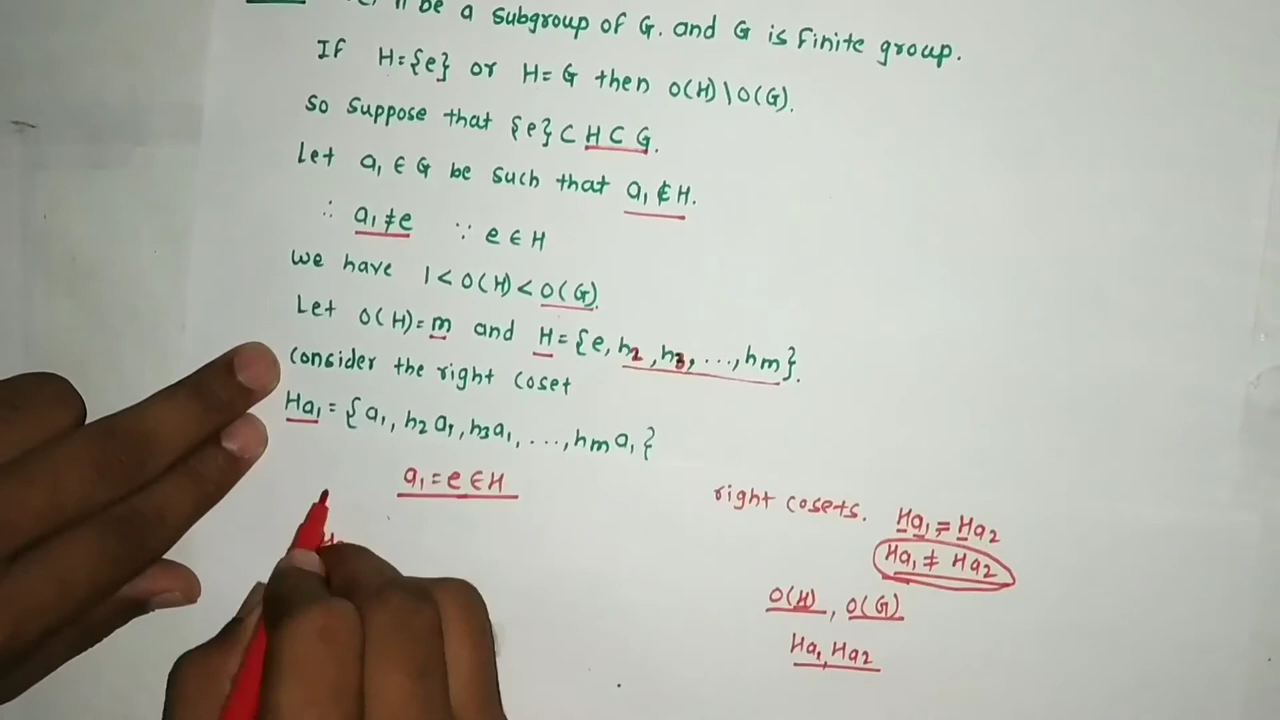 be a subgroup of G. and G is finite group.
If H={e} or H=G then O(H)\O(G).
So suppose that {e}⊂H⊂G.
Let a₁∈G be such that a₁∉H.
∴ a₁≠e ∵ e∈H
we have 1<O(H)<O(G).
Let O(H)=m and H={e,h₂,h₃,...,hm}.
consider the right coset
Ha₁={a₁,h₂a₁,h₃a₁,...,hma₁}
a₁=e∈H
right cosets. Ha₁=Ha₂
Ha₁≠Ha₂
O(H), O(G)
Ha₁,Ha₂